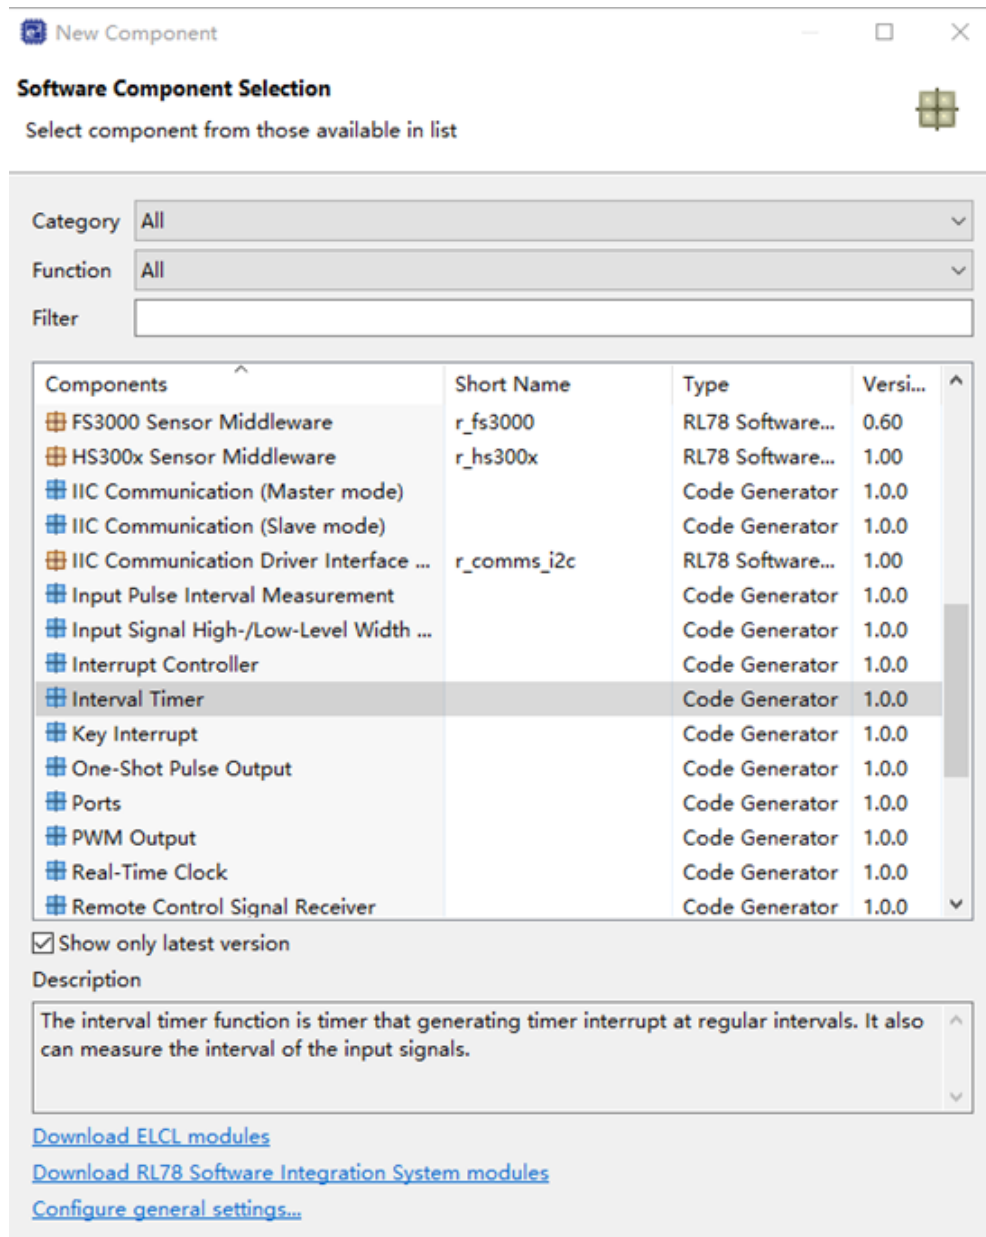 New Component
Software Component Selection
Select component from those available in list
Category All
Function All
Filter
Components Short Name Type Versi...
FS3000 Sensor Middleware r_fs3000 RL78 Software... 0.60
HS300x Sensor Middleware r_hs300x RL78 Software... 1.00
IIC Communication (Master mode) Code Generator 1.0.0
IIC Communication (Slave mode) Code Generator 1.0.0
IIC Communication Driver Interface ... r_comms_i2c RL78 Software... 1.00
Input Pulse Interval Measurement Code Generator 1.0.0
Input Signal High-/Low-Level Width ... Code Generator 1.0.0
Interrupt Controller Code Generator 1.0.0
Interval Timer Code Generator 1.0.0
Key Interrupt Code Generator 1.0.0
One-Shot Pulse Output Code Generator 1.0.0
Ports Code Generator 1.0.0
PWM Output Code Generator 1.0.0
Real-Time Clock Code Generator 1.0.0
Remote Control Signal Receiver Code Generator 1.0.0
Show only latest version
Description
The interval timer function is timer that generating timer interrupt at regular intervals. It also
can measure the interval of the input signals.
Download ELCL modules
Download RL78 Software Integration System modules
Configure general settings...